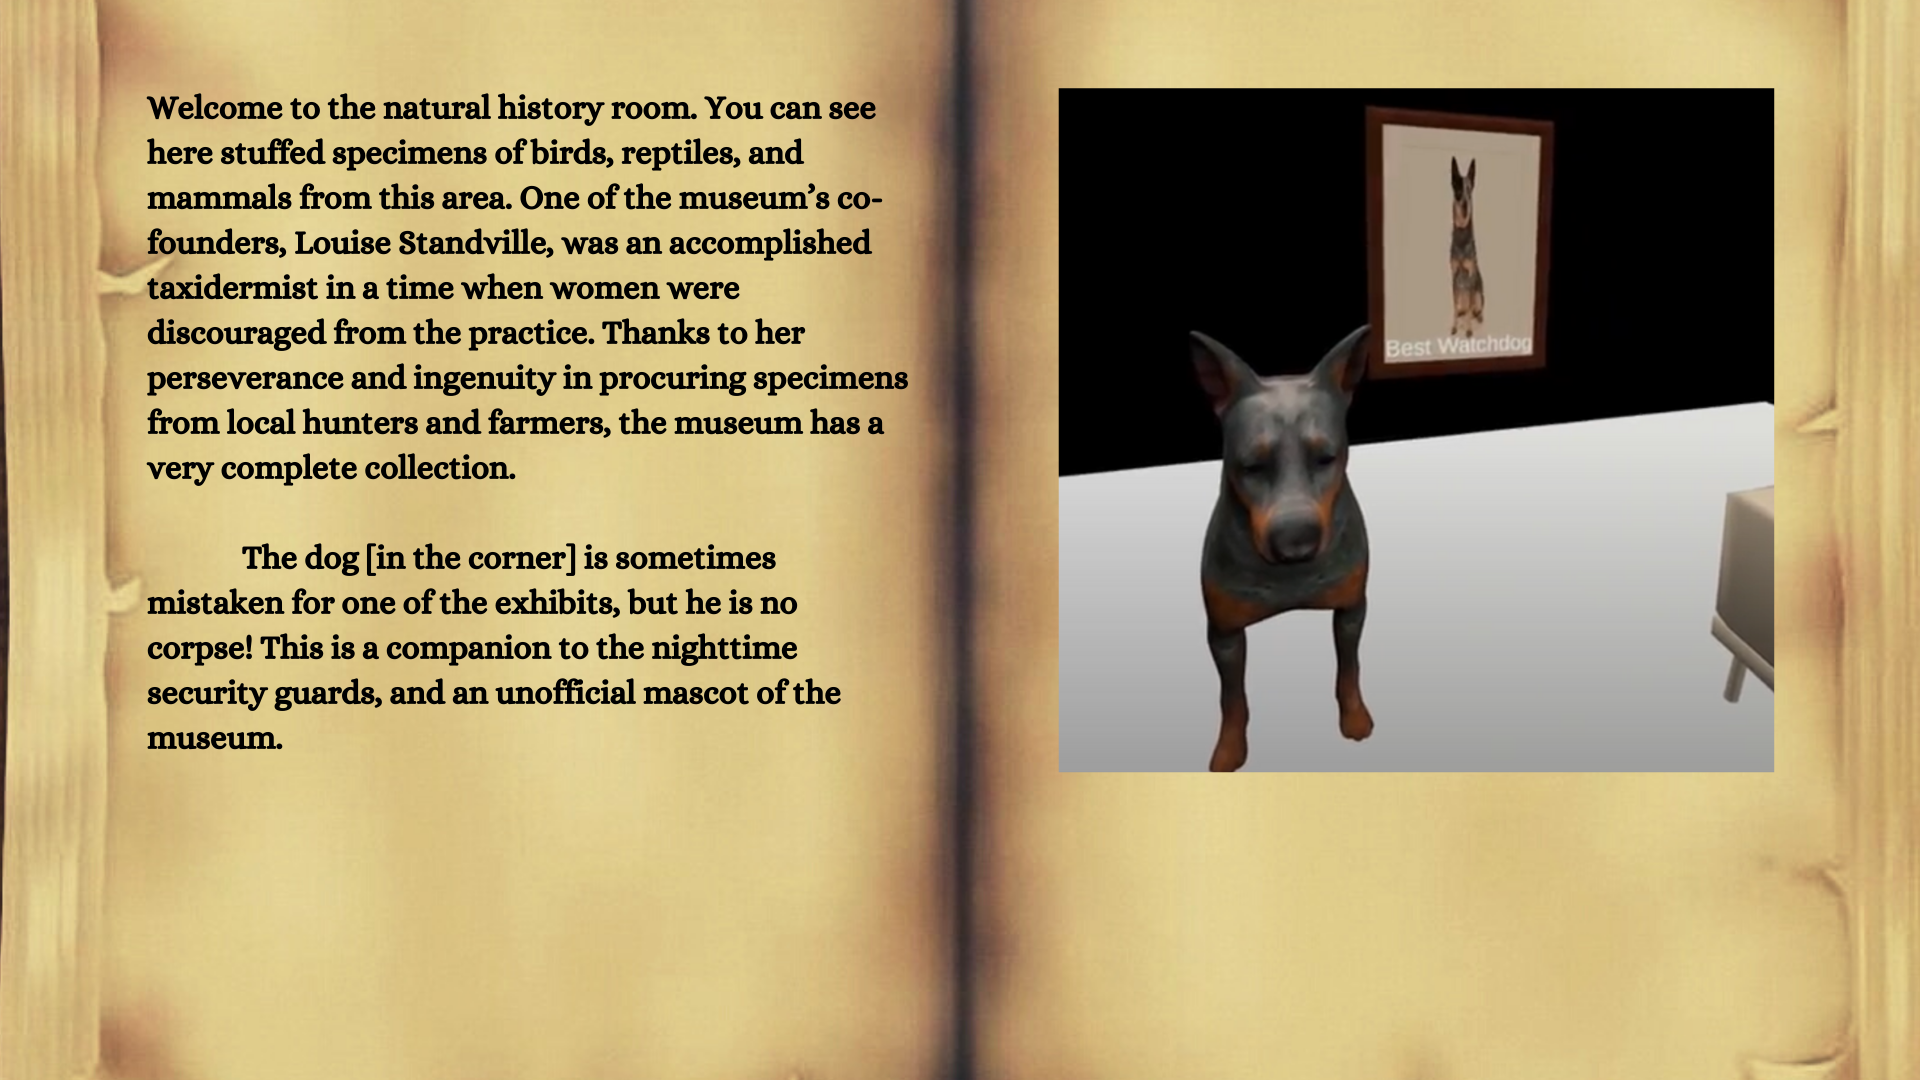 Welcome to the natural history room. You can see
here stuffed specimens of birds, reptiles, and
mammals from this area. One of the museum’s co-
founders, Louise Standville, was an accomplished
taxidermist in a time when women were
discouraged from the practice. Thanks to her
perseverance and ingenuity in procuring specimens
from local hunters and farmers, the museum has a
very complete collection.
The dog [in the corner] is sometimes
mistaken for one of the exhibits, but he is no
corpse! This is a companion to the nighttime
security guards, and an unofficial mascot of the
museum.
Best Watchdog